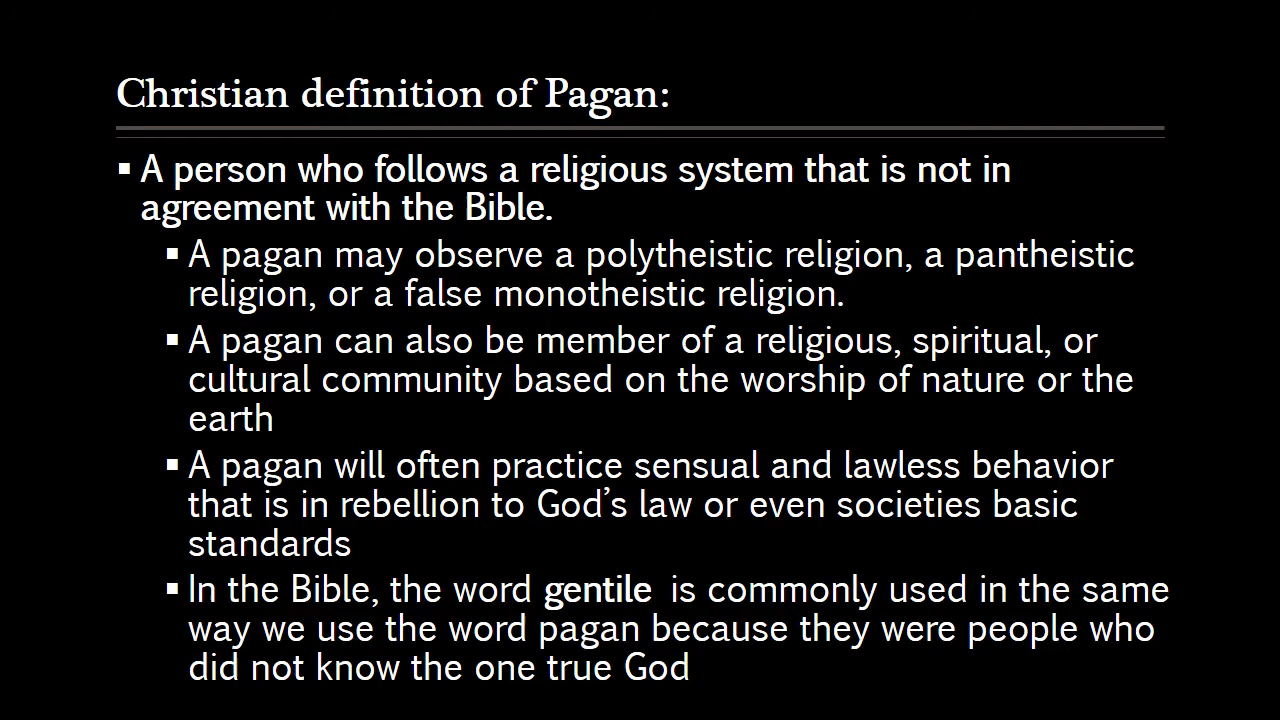 Christian definition of Pagan:
▪ A person who follows a religious system that is not in
agreement with the Bible.
▪ A pagan may observe a polytheistic religion, a pantheistic
religion, or a false monotheistic religion.
▪ A pagan can also be member of a religious, spiritual, or
cultural community based on the worship of nature or the
earth
▪ A pagan will often practice sensual and lawless behavior
that is in rebellion to God’s law or even societies basic
standards
▪ In the Bible, the word gentile is commonly used in the same
way we use the word pagan because they were people who
did not know the one true God